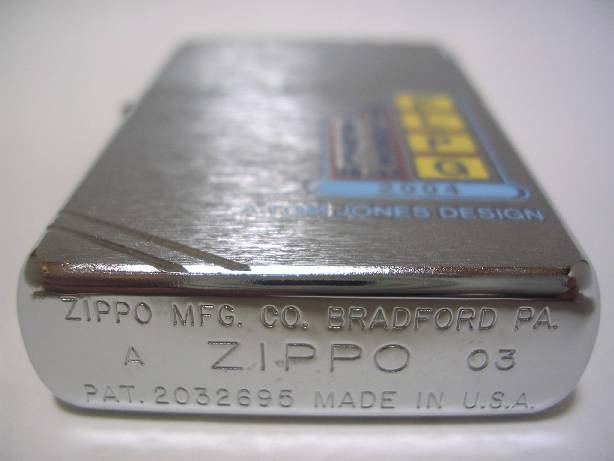 2004
A TOM JONES DESIGN
ZIPPO MFG. CO. BRADFORD PA.
A ZIPPO 03
PAT. 2032695 MADE IN U.S.A.